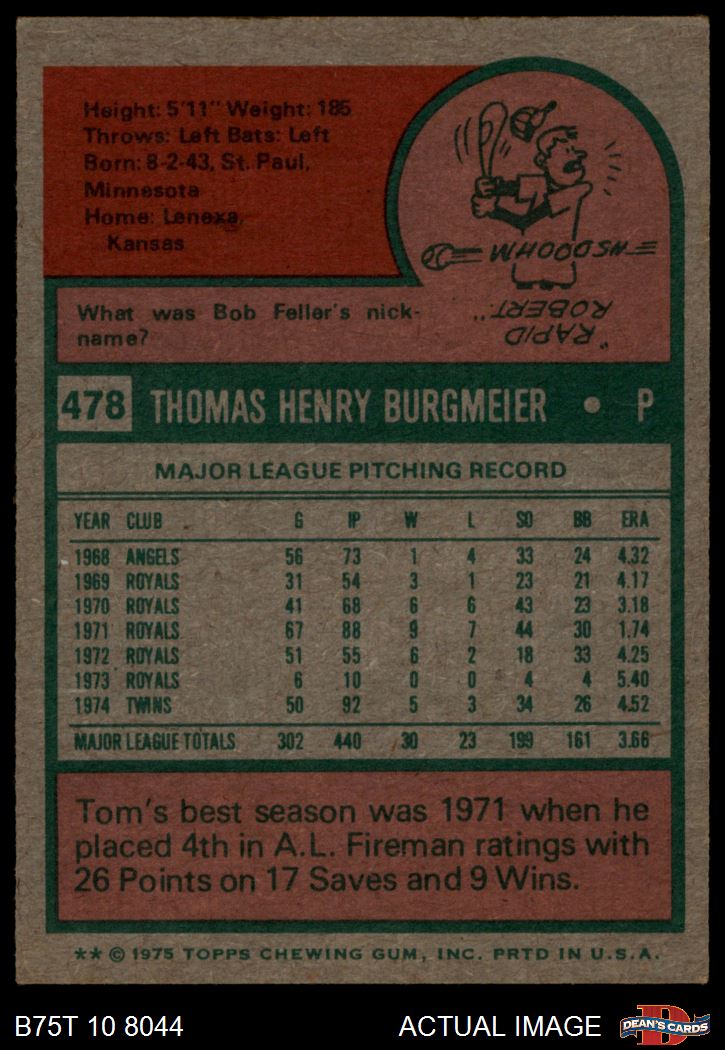 Height: 5'11" Weight: 185
Throws: Left Bats: Left
Born: 8-2-43, St. Paul,
Minnesota
Home: Lenexa,
Kansas
WHOOOSH
"RAPID
ROBERT"
What was Bob Feller's nick-
name?
478 THOMAS HENRY BURGMEIER • P
MAJOR LEAGUE PITCHING RECORD
YEAR CLUB G IP W L SO BB ERA
1968 ANGELS 56 73 1 4 33 24 4.32
1969 ROYALS 31 54 3 1 23 21 4.17
1970 ROYALS 41 68 6 6 43 23 3.18
1971 ROYALS 67 88 9 7 44 30 1.74
1972 ROYALS 51 55 6 2 18 33 4.25
1973 ROYALS 6 10 0 0 4 4 5.40
1974 TWINS 50 92 5 3 34 26 4.52
MAJOR LEAGUE TOTALS 302 440 30 23 199 161 3.66
Tom's best season was 1971 when he
placed 4th in A.L. Fireman ratings with
26 Points on 17 Saves and 9 Wins.
** © 1975 TOPPS CHEWING GUM, INC. PRTD IN U.S.A.
B75T 10 8044 ACTUAL IMAGE D DEAN'S CARDS